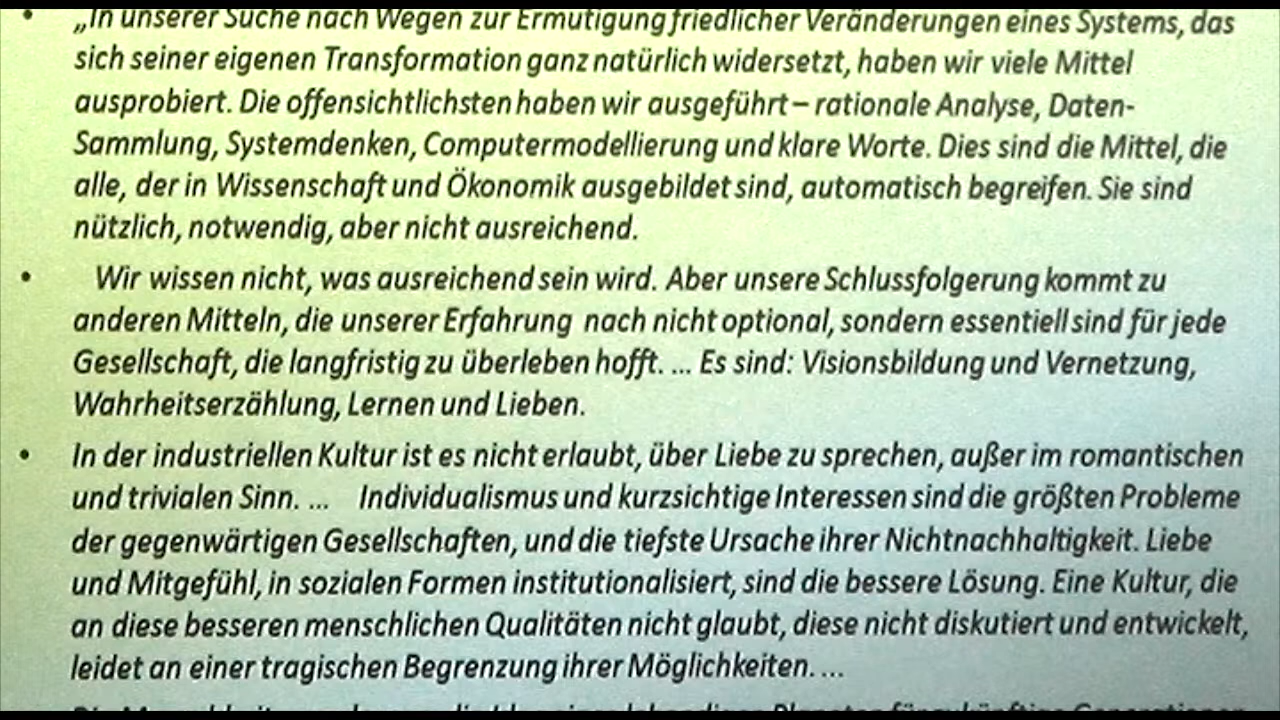 • „In unserer Suche nach Wegen zur Ermutigung friedlicher Veränderungen eines Systems, das
sich seiner eigenen Transformation ganz natürlich widersetzt, haben wir viele Mittel
ausprobiert. Die offensichtlichsten haben wir ausgeführt – rationale Analyse, Daten-
Sammlung, Systemdenken, Computermodellierung und klare Worte. Dies sind die Mittel, die
alle, der in Wissenschaft und Ökonomik ausgebildet sind, automatisch begreifen. Sie sind
nützlich, notwendig, aber nicht ausreichend.
• Wir wissen nicht, was ausreichend sein wird. Aber unsere Schlussfolgerung kommt zu
anderen Mitteln, die unserer Erfahrung nach nicht optional, sondern essentiell sind für jede
Gesellschaft, die langfristig zu überleben hofft. ... Es sind: Visionsbildung und Vernetzung,
Wahrheitserzählung, Lernen und Lieben.
• In der industriellen Kultur ist es nicht erlaubt, über Liebe zu sprechen, außer im romantischen
und trivialen Sinn. ... Individualismus und kurzsichtige Interessen sind die größten Probleme
der gegenwärtigen Gesellschaften, und die tiefste Ursache ihrer Nichtnachhaltigkeit. Liebe
und Mitgefühl, in sozialen Formen institutionalisiert, sind die bessere Lösung. Eine Kultur, die
an diese besseren menschlichen Qualitäten nicht glaubt, diese nicht diskutiert und entwickelt,
leidet an einer tragischen Begrenzung ihrer Möglichkeiten. ...